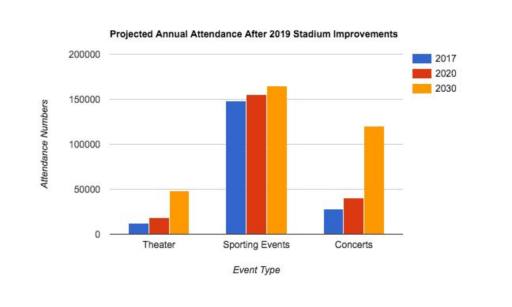 Projected Annual Attendance After 2019 Stadium Improvements
200000
150000
100000
50000
0
Attendance Numbers
Theater
Sporting Events
Concerts
Event Type
2017
2020
2030